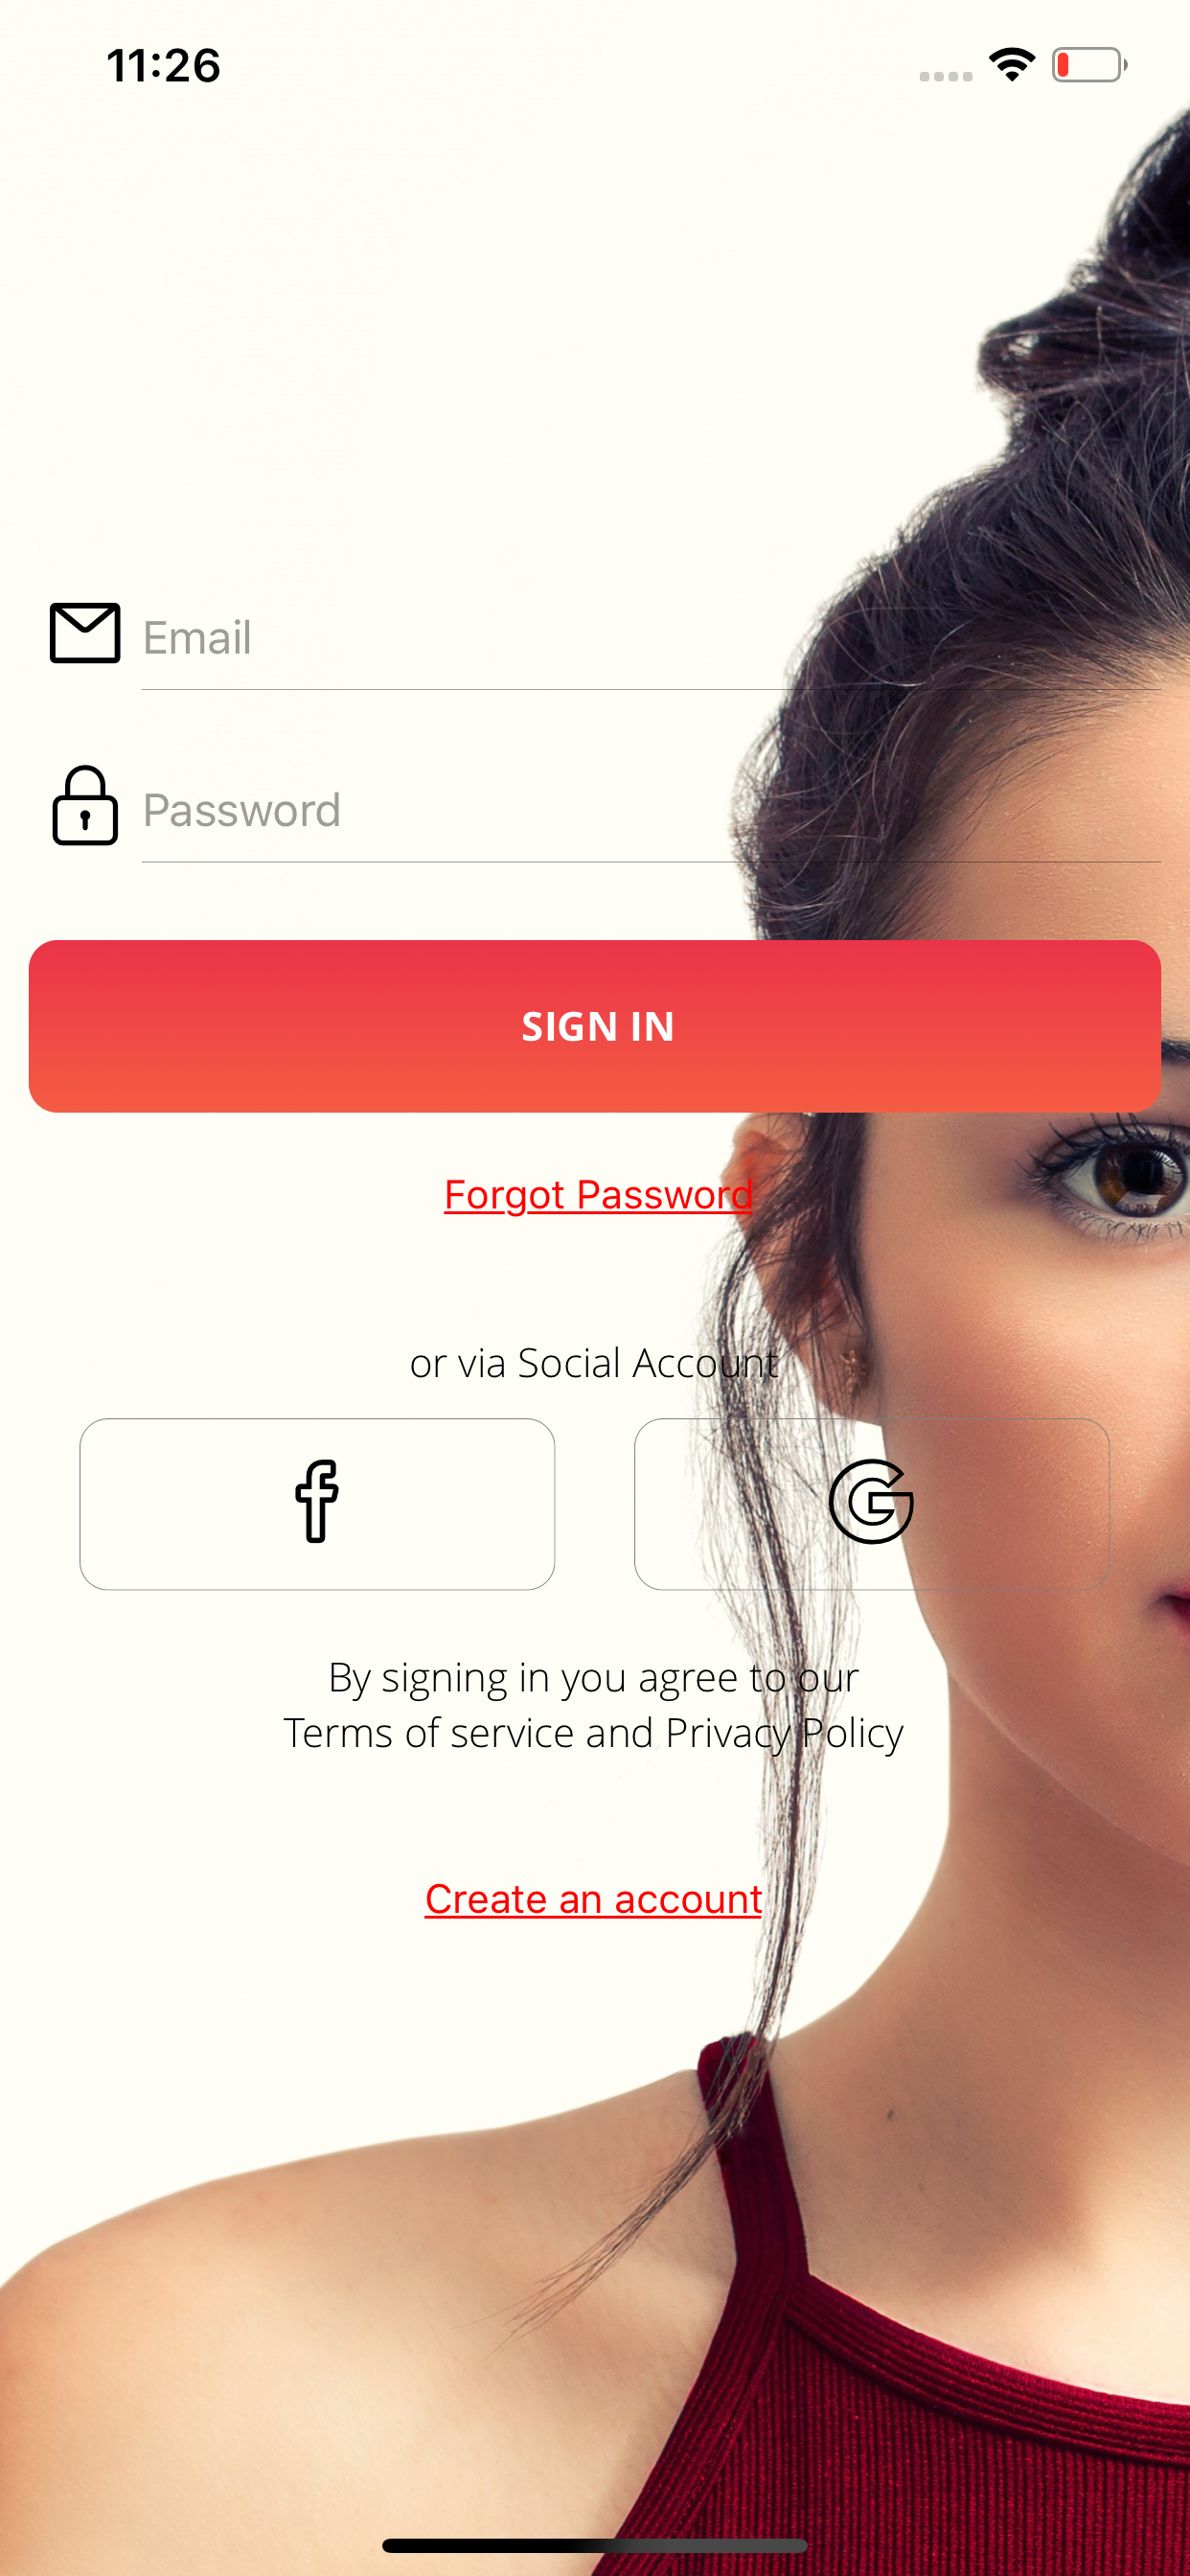 11:26
Email
Password
SIGN IN
Forgot Password
or via Social Account
By signing in you agree to our
Terms of service and Privacy Policy
Create an account